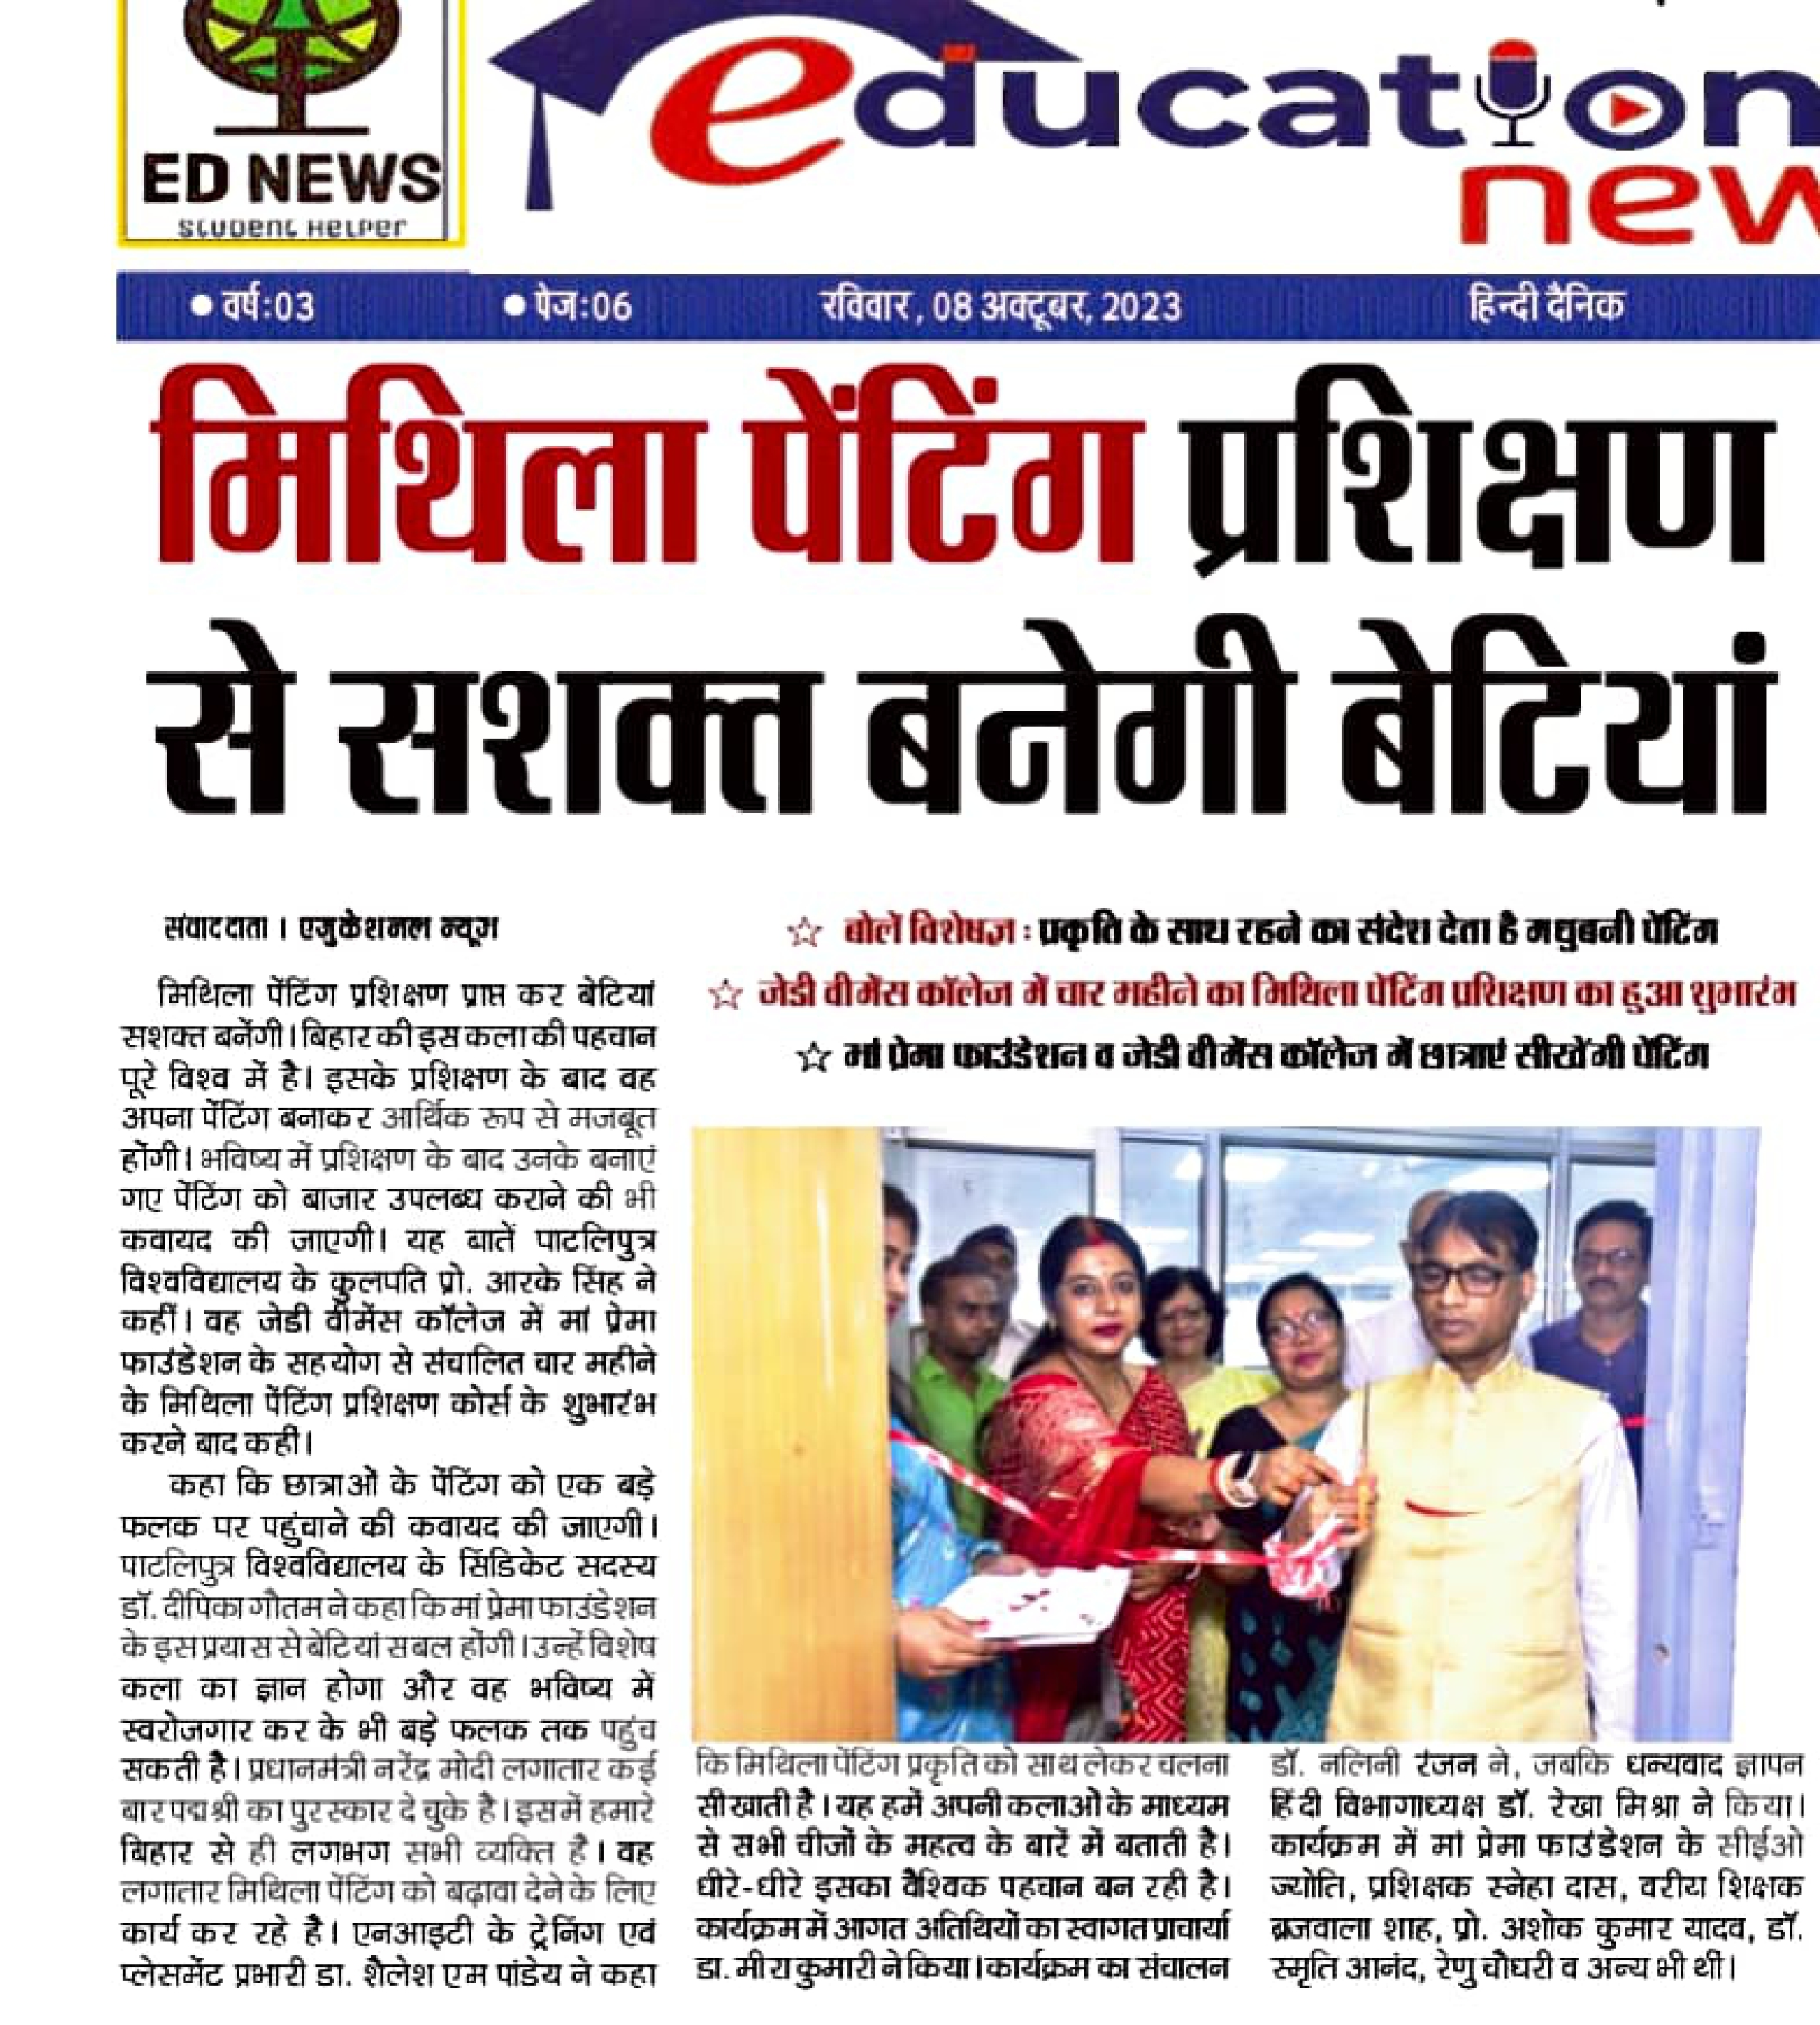 ED NEWS
STUDENT HELPER
education
new
● वर्ष:03 ● पेज:06 रविवार, 08 अक्टूबर, 2023 हिन्दी दैनिक
मिथिला पेंटिंग प्रशिक्षण
से सशक्त बनेगी बेटियां
संवाददाता । एजुकेशनल न्यूज
☆ बोलें विशेषज्ञ : प्रकृति के साथ रहने का संदेश देता है मधुबनी पेंटिंग
☆ जेडी वीमेंस कॉलेज में चार महीने का मिथिला पेंटिंग प्रशिक्षण का हुआ शुभारंभ
☆ मां प्रेमा फाउंडेशन व जेडी वीमेंस कॉलेज में छात्राएं सीखेंगी पेंटिंग
मिथिला पेंटिंग प्रशिक्षण प्राप्त कर बेटियां
सशक्त बनेंगी। बिहार की इस कला की पहचान
पूरे विश्व में है। इसके प्रशिक्षण के बाद वह
अपना पेंटिंग बनाकर आर्थिक रूप से मजबूत
होंगी। भविष्य में प्रशिक्षण के बाद उनके बनाएं
गए पेंटिंग को बाजार उपलब्ध कराने की भी
कवायद की जाएगी। यह बातें पाटलिपुत्र
विश्वविद्यालय के कुलपति प्रो. आरके सिंह ने
कहीं। वह जेडी वीमेंस कॉलेज में मां प्रेमा
फाउंडेशन के सहयोग से संचालित चार महीने
के मिथिला पेंटिंग प्रशिक्षण कोर्स के शुभारंभ
करने बाद कही।
कहा कि छात्राओं के पेंटिंग को एक बड़े
फलक पर पहुंचाने की कवायद की जाएगी।
पाटलिपुत्र विश्वविद्यालय के सिंडिकेट सदस्य
डॉ. दीपिका गौतम ने कहा कि मां प्रेमा फाउंडेशन
के इस प्रयास से बेटियां सबल होंगी। उन्हें विशेष
कला का ज्ञान होगा और वह भविष्य में
स्वरोजगार कर के भी बड़े फलक तक पहुंच
सकती है। प्रधानमंत्री नरेंद्र मोदी लगातार कई
बार पद्मश्री का पुरस्कार दे चुके है। इसमें हमारे
बिहार से ही लगभग सभी व्यक्ति है। वह
लगातार मिथिला पेंटिंग को बढ़ावा देने के लिए
कार्य कर रहे है। एनआइटी के ट्रेनिंग एवं
प्लेसमेंट प्रभारी डा. शैलेश एम पांडेय ने कहा
कि मिथिला पेंटिंग प्रकृति को साथ लेकर चलना
सीखाती है। यह हमें अपनी कलाओं के माध्यम
से सभी चीजों के महत्व के बारें में बताती है।
धीरे-धीरे इसका वैश्विक पहचान बन रही है।
कार्यक्रम में आगत अतिथियों का स्वागत प्राचार्या
डा. मीरा कुमारी ने किया। कार्यक्रम का संचालन
डॉ. नलिनी रंजन ने, जबकि धन्यवाद ज्ञापन
हिंदी विभागाध्यक्ष डॉ. रेखा मिश्रा ने किया।
कार्यक्रम में मां प्रेमा फाउंडेशन के सीईओ
ज्योति, प्रशिक्षक स्नेहा दास, वरीय शिक्षक
ब्रजवाला शाह, प्रो. अशोक कुमार यादव, डॉ.
स्मृति आनंद, रेणु चौधरी व अन्य भी थी।